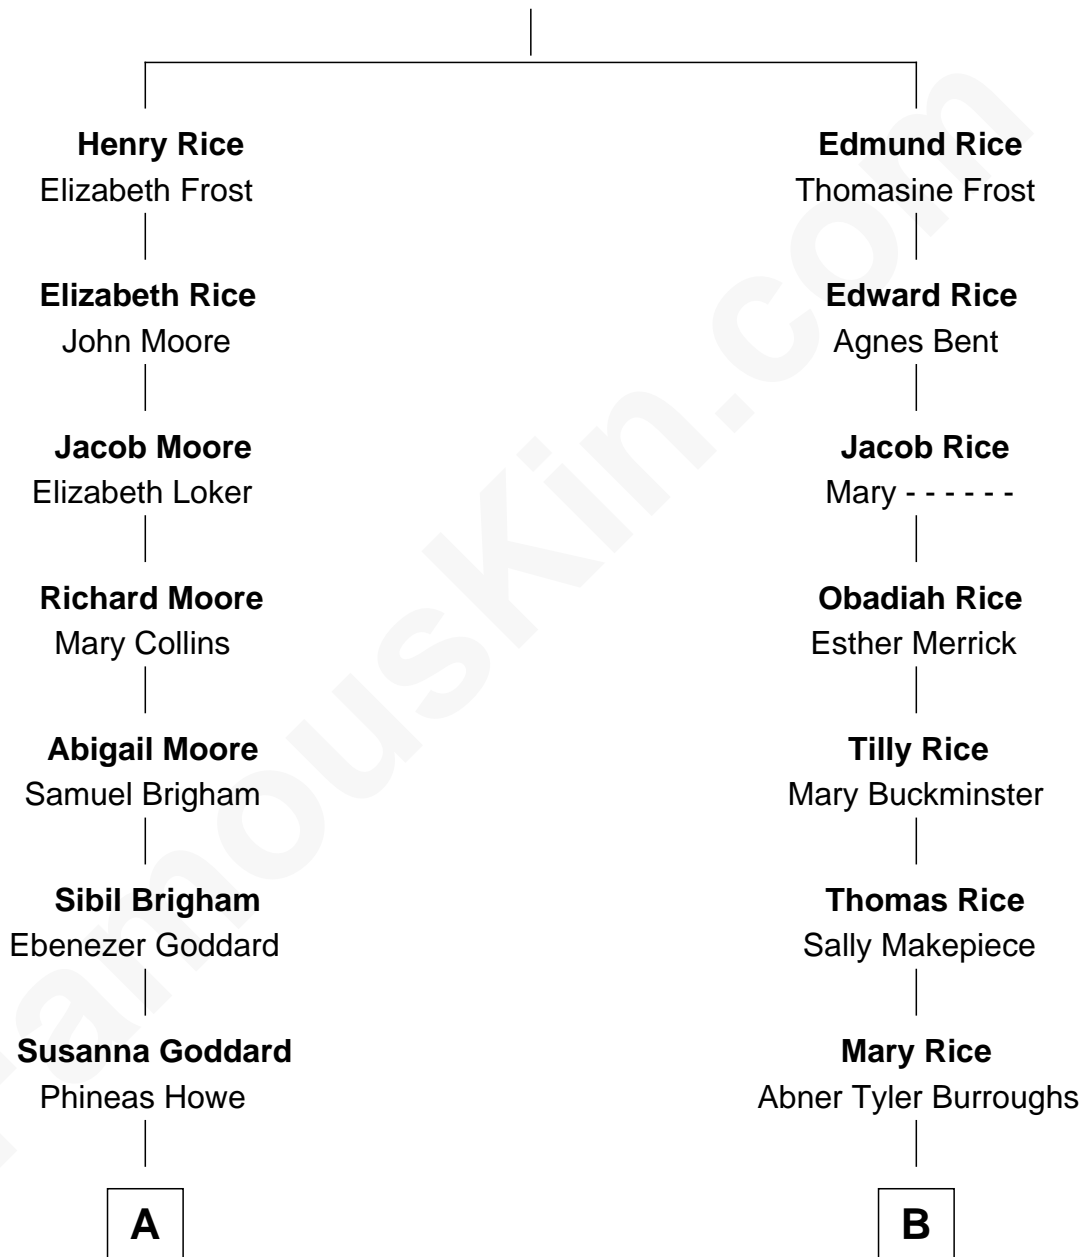 Henry Rice
Elizabeth Frost
Elizabeth Rice
John Moore
Jacob Moore
Elizabeth Loker
Richard Moore
Mary Collins
Abigail Moore
Samuel Brigham
Sibil Brigham
Ebenezer Goddard
Susanna Goddard
Phineas Howe
A
Edmund Rice
Thomasine Frost
Edward Rice
Agnes Bent
Jacob Rice
Mary - - - - - -
Obadiah Rice
Esther Merrick
Tilly Rice
Mary Buckminster
Thomas Rice
Sally Makepiece
Mary Rice
Abner Tyler Burroughs
B
FamousKin.com